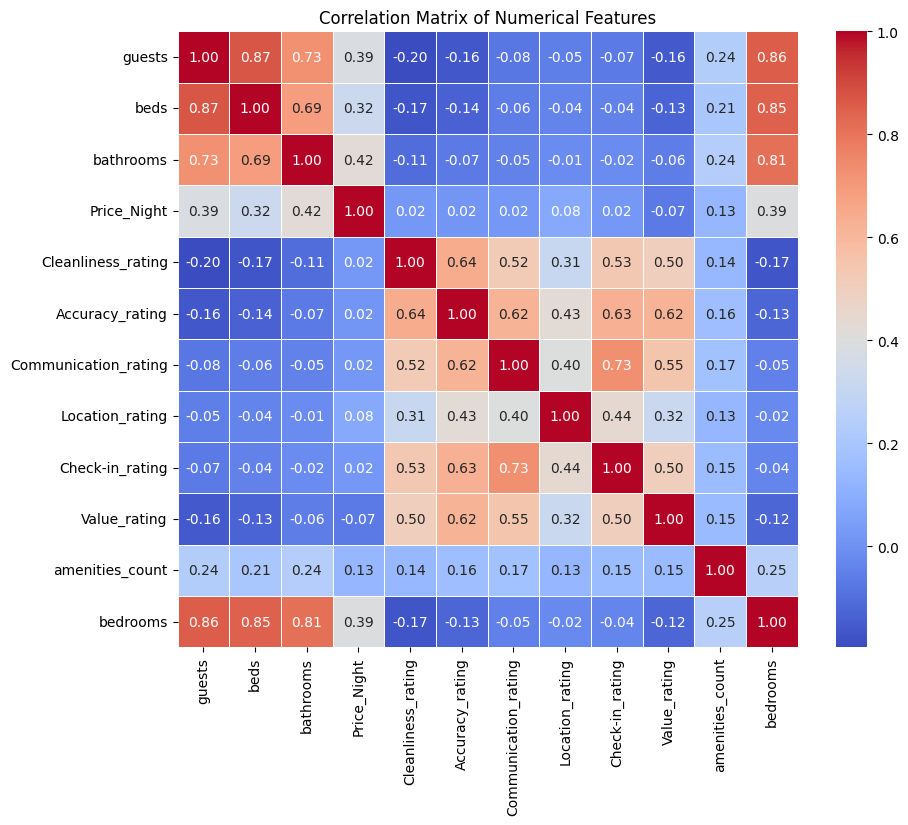 Correlation Matrix of Numerical Features
guests 1.00 0.87 0.73 0.39 -0.20 -0.16 -0.08 -0.05 -0.07 -0.16 0.24 0.86
beds 0.87 1.00 0.69 0.32 -0.17 -0.14 -0.06 -0.04 -0.04 -0.13 0.21 0.85
bathrooms 0.73 0.69 1.00 0.42 -0.11 -0.07 -0.05 -0.01 -0.02 -0.06 0.24 0.81
Price_Night 0.39 0.32 0.42 1.00 0.02 0.02 0.02 0.08 0.02 -0.07 0.13 0.39
Cleanliness_rating -0.20 -0.17 -0.11 0.02 1.00 0.64 0.52 0.31 0.53 0.50 0.14 -0.17
Accuracy_rating -0.16 -0.14 -0.07 0.02 0.64 1.00 0.62 0.43 0.63 0.62 0.16 -0.13
Communication_rating -0.08 -0.06 -0.05 0.02 0.52 0.62 1.00 0.40 0.73 0.55 0.17 -0.05
Location_rating -0.05 -0.04 -0.01 0.08 0.31 0.43 0.40 1.00 0.44 0.32 0.13 -0.02
Check-in_rating -0.07 -0.04 -0.02 0.02 0.53 0.63 0.73 0.44 1.00 0.50 0.15 -0.04
Value_rating -0.16 -0.13 -0.06 -0.07 0.50 0.62 0.55 0.32 0.50 1.00 0.15 -0.12
amenities_count 0.24 0.21 0.24 0.13 0.14 0.16 0.17 0.13 0.15 0.15 1.00 0.25
bedrooms 0.86 0.85 0.81 0.39 -0.17 -0.13 -0.05 -0.02 -0.04 -0.12 0.25 1.00
guests
beds
bathrooms
Price_Night
Cleanliness_rating
Accuracy_rating
Communication_rating
Location_rating
Check-in_rating
Value_rating
amenities_count
bedrooms
1.0
0.8
0.6
0.4
0.2
0.0